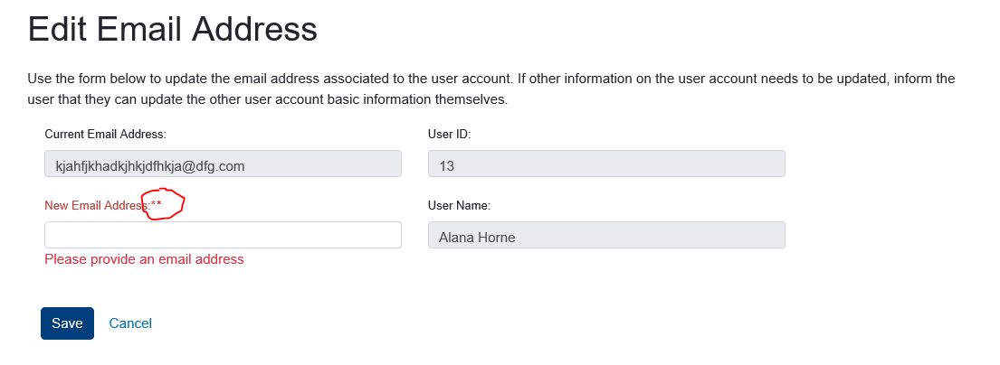 Edit Email Address
Use the form below to update the email address associated to the user account. If other information on the user account needs to be updated, inform the
user that they can update the other user account basic information themselves.
Current Email Address:
User ID:
kjahfjkhadkjhkjdfhkja@dfg.com
13
New Email Address:**
User Name:
Alana Horne
Please provide an email address
Save
Cancel